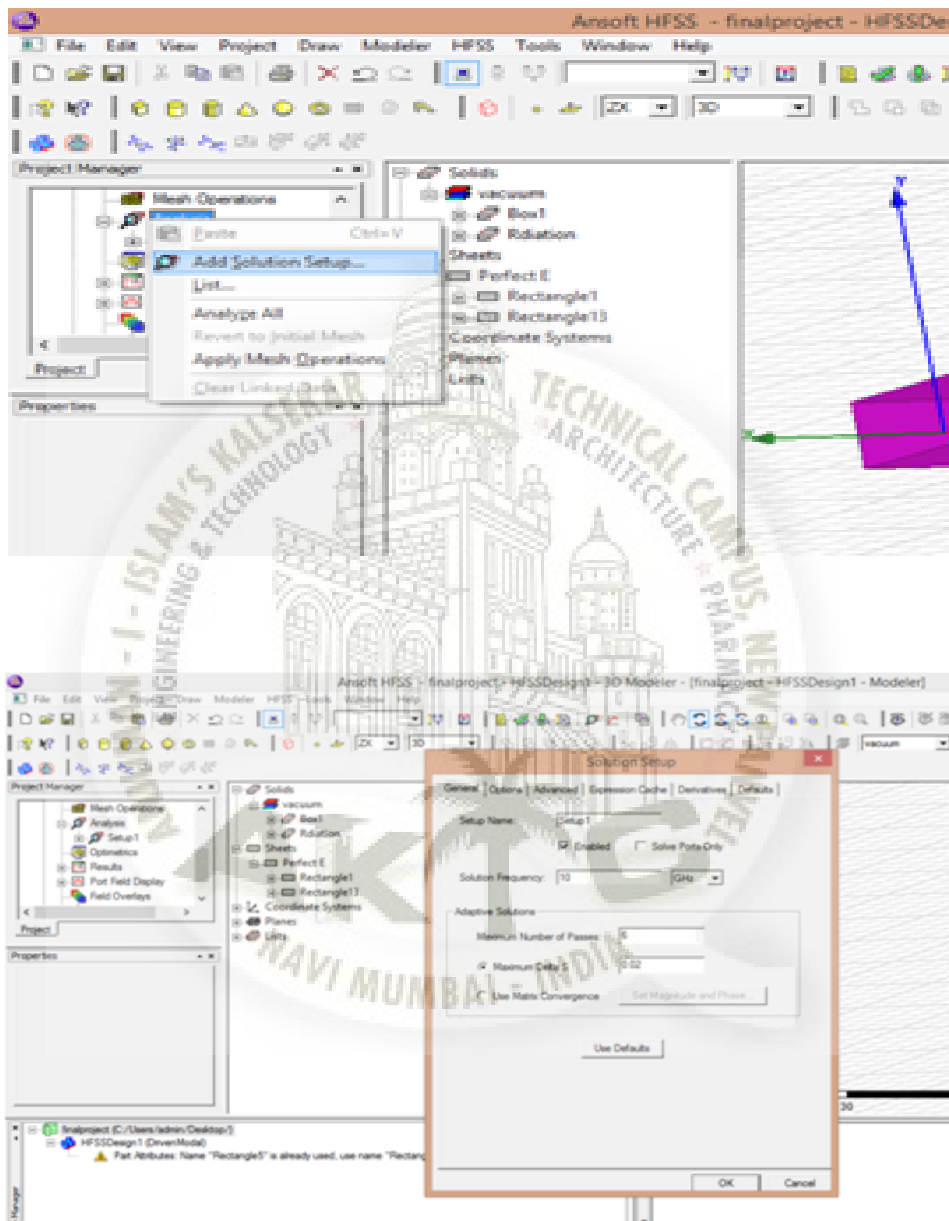 Ansoft HFSS - finalproject - HFSSDe
File Edit View Project Draw Modeler HFSS Tools Window Help
ZX 3D
Project Manager
Mesh Operations
Paste Ctrl+V
Add Solution Setup...
List...
Analyze All
Revert to Initial Mesh
Apply Mesh Operations
Clear Linked Data
Project
Properties
Solids
vacuum
Box1
Rdiation
Sheets
Perfect E
Rectangle1
Rectangle13
Coordinate Systems
Planes
Lists
Y
ANJUMAN - I - ISLAM'S KALSEKAR TECHNICAL CAMPUS, NEW PANVEL
ENGINEERING & TECHNOLOGY * ARCHITECTURE * PHARMACY
AIKTC
NAVI MUMBAI INDIA
Ansoft HFSS - finalproject - HFSSDesign1 - 3D Modeler - [finalproject - HFSSDesign1 - Modeler]
File Edit View Project Draw Modeler HFSS Tools Window Help
ZX 3D vacuum
Project Manager
Mesh Operations
Analysis
Setup1
Optimetrics
Results
Port Field Display
Field Overlays
Project
Properties
Solids
vacuum
Box1
Rdiation
Sheets
Perfect E
Rectangle1
Rectangle13
Coordinate Systems
Planes
Lists
Solution Setup
General Options Advanced Expression Cache Derivatives Defaults
Setup Name: Setup1
Enabled Solve Ports Only
Solution Frequency: 10 GHz
Adaptive Solutions
Maximum Number of Passes: 6
Maximum Delta S 0.02
Use Matrix Convergence Set Magnitude and Phase...
Use Defaults
OK Cancel
30
finalproject (C:/Users/admin/Desktop/)
HFSSDesign1 (DrivenModal)
Part Attributes: Name "Rectangle5" is already used, use name "Rectang
Manager